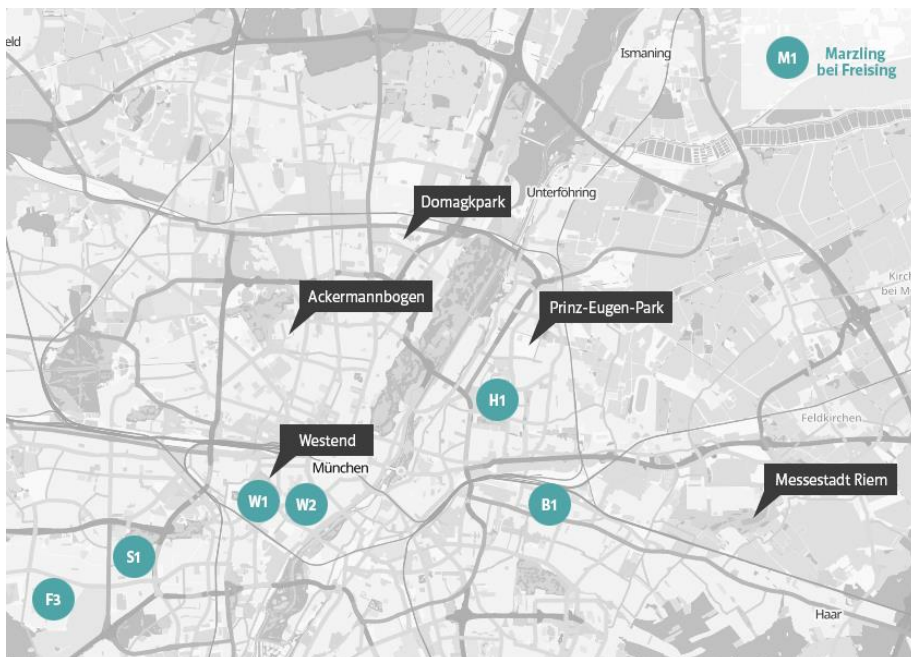 eld
Ismaning
M1
Marzling
bei Freising
Unterföhring
Domagkpark
Kirch
bei M
Ackermannbogen
Prinz-Eugen-Park
H1
Feldkirchen
Westend
München
Messestadt Riem
W1
W2
B1
S1
F3
Haar